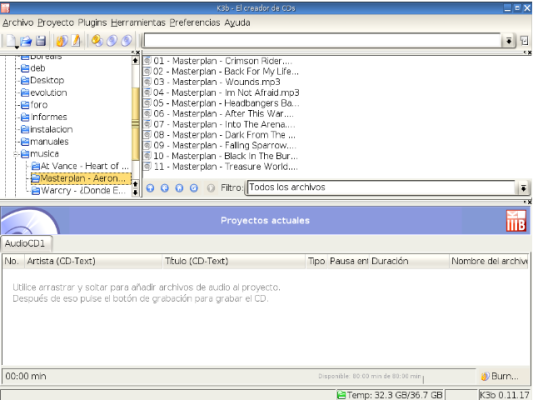 K3b - El creador de CDs
Archivo Proyecto Plugins Herramientas Preferencias Ayuda
Boreals
deb
Desktop
evolution
foro
Informes
instalacion
manuales
musica
At Vance - Heart of ...
Masterplan - Aeron...
Warcry - ¿Donde E...
01 - Masterplan - Crimson Rider....
02 - Masterplan - Back For My Life...
03 - Masterplan - Wounds.mp3
04 - Masterplan - Im Not Afraid.mp3
05 - Masterplan - Headbangers Ba...
06 - Masterplan - After This War....
07 - Masterplan - Into The Arena....
08 - Masterplan - Dark From The ...
09 - Masterplan - Falling Sparrow....
10 - Masterplan - Black In The Bur...
11 - Masterplan - Treasure World....
Filtro: Todos los archivos
Proyectos actuales
AudioCD1
No. Artista (CD-Text) Título (CD-Text) Tipo Pausa en Duración Nombre del archiv
Utilice arrastrar y soltar para añadir archivos de audio al proyecto.
Después de eso pulse el botón de grabación para grabar el CD.
00:00 min
Disponible: 80:00 min de 80:00 min
Burn...
Temp: 32.3 GB/36.7 GB
K3b 0.11.17